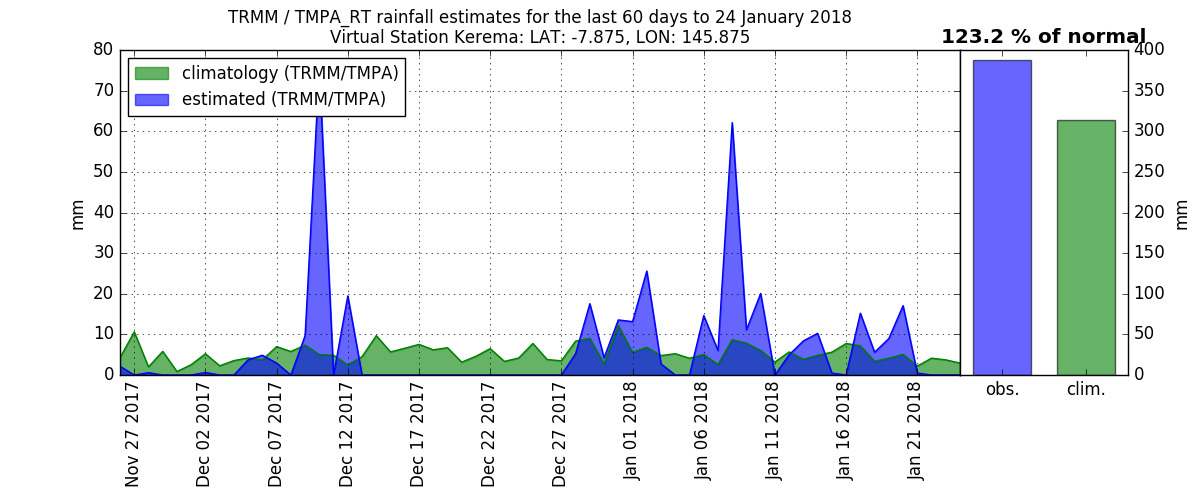 TRMM / TMPA_RT rainfall estimates for the last 60 days to 24 January 2018
Virtual Station Kerema: LAT: -7.875, LON: 145.875
123.2 % of normal
climatology (TRMM/TMPA)
estimated (TRMM/TMPA)
80
70
60
50
40
30
20
10
0
mm
Nov 27 2017
Dec 02 2017
Dec 07 2017
Dec 12 2017
Dec 17 2017
Dec 22 2017
Dec 27 2017
Jan 01 2018
Jan 06 2018
Jan 11 2018
Jan 16 2018
Jan 21 2018
obs.
clim.
400
350
300
250
200
150
100
50
0
mm